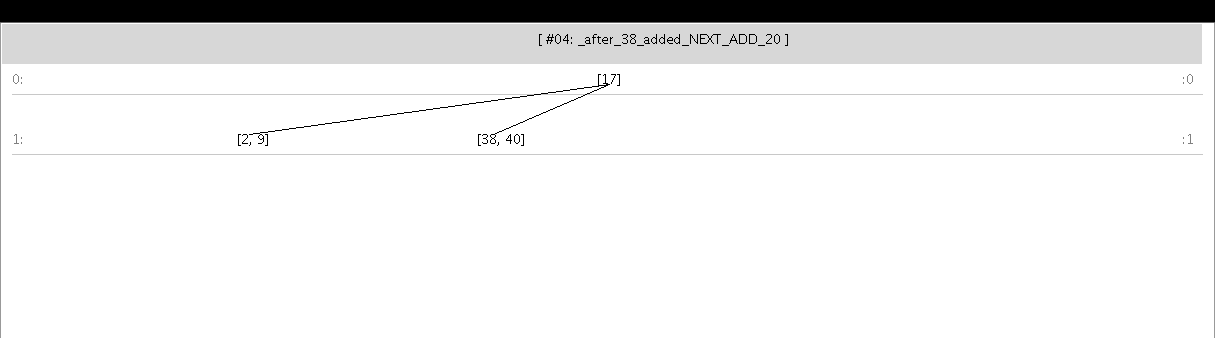 [ #04: _after_38_added_NEXT_ADD_20 ]
0: [17] :0
1: [2, 9] [38, 40] :1